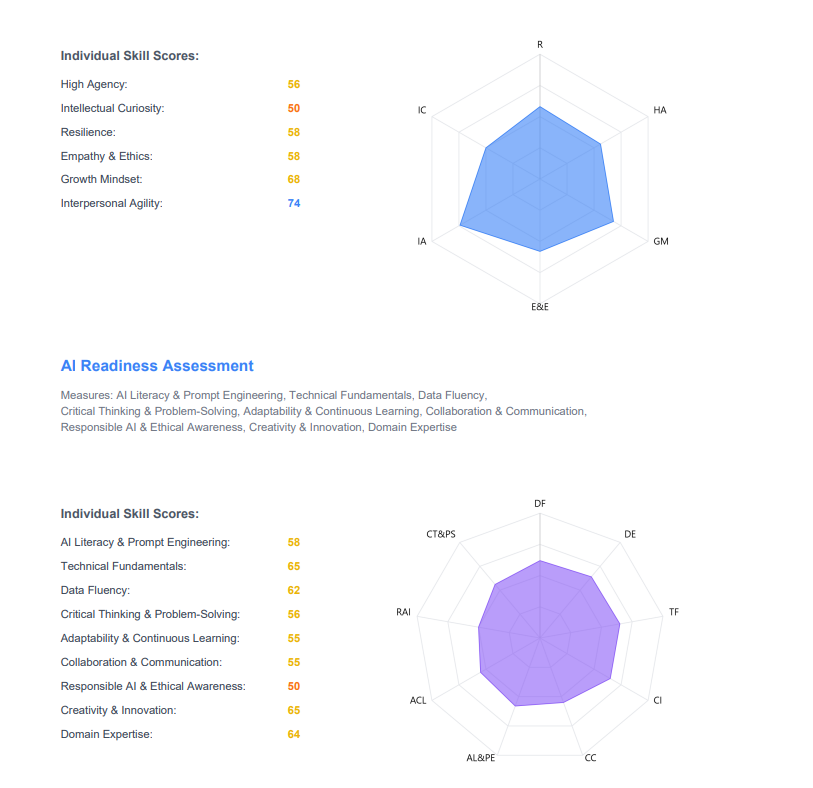 Individual Skill Scores:
High Agency: 56
Intellectual Curiosity: 50
Resilience: 58
Empathy & Ethics: 58
Growth Mindset: 68
Interpersonal Agility: 74
R
IC
HA
IA
GM
E&E
AI Readiness Assessment
Measures: AI Literacy & Prompt Engineering, Technical Fundamentals, Data Fluency,
Critical Thinking & Problem-Solving, Adaptability & Continuous Learning, Collaboration & Communication,
Responsible AI & Ethical Awareness, Creativity & Innovation, Domain Expertise
Individual Skill Scores:
AI Literacy & Prompt Engineering: 58
Technical Fundamentals: 65
Data Fluency: 62
Critical Thinking & Problem-Solving: 56
Adaptability & Continuous Learning: 55
Collaboration & Communication: 55
Responsible AI & Ethical Awareness: 50
Creativity & Innovation: 65
Domain Expertise: 64
DF
CT&PS
DE
RAI
TF
ACL
CI
AL&PE
CC